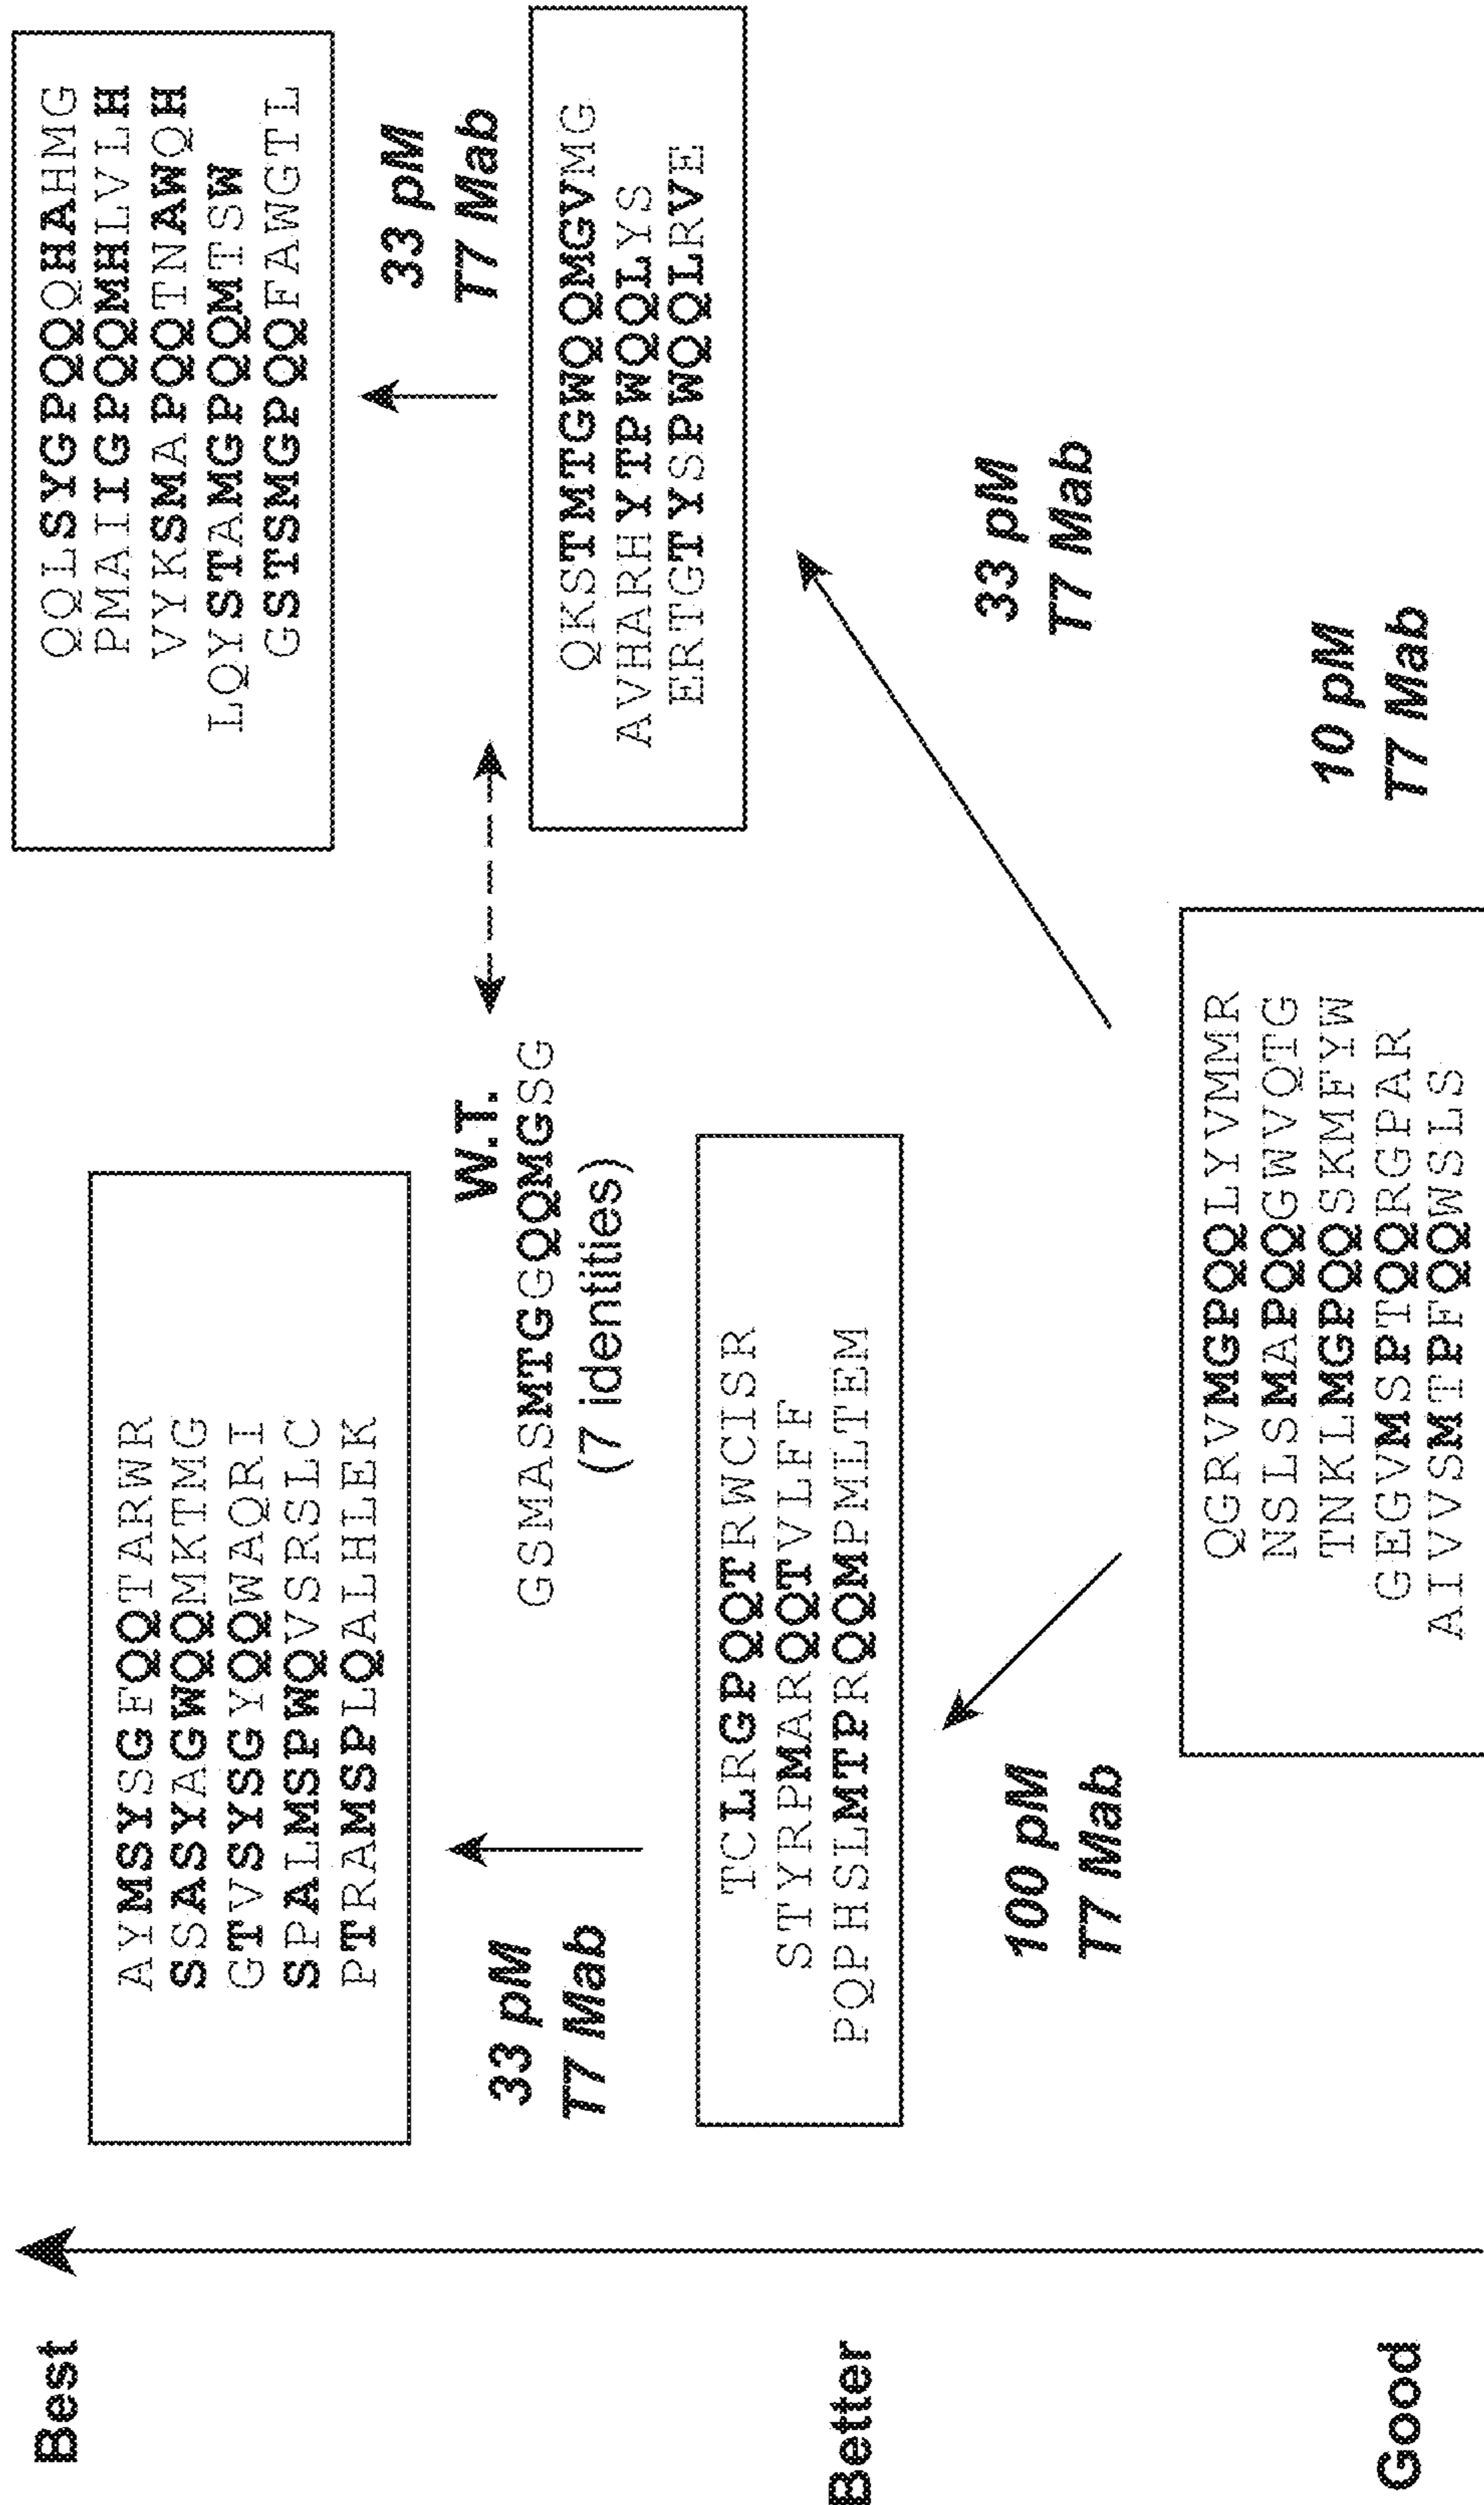 Best
AYMSYSGFQQTARWR
SSASYAGWQQMKTMG
GTVSYSGYQQWAQRI
SPALMSPWQVSRSLC
PTRAMSPLQALHLEK
QQLSYGPQQQHAHMG
PMAIIGPQQMHLVLH
VYKSMAPQQTNAWQH
LQYSTAMGPQQMTSW
GSTSMGPQQFAWGTL
33 pM
T7 Mab
W.T.
GSMASMTGGQQMGSG
(7 identities)
33 pM
T7 Mab
QKSTMTGWQQMGVMG
AVHARHYTPWQQLYS
ERTGTYSPWQQLRVE
Better
TCLRGPQQTRWCISR
STYRPMARQQTVLFF
PQPHSLMTPRQQMPMLTEM
100 pM
T7 Mab
33 pM
T7 Mab
Good
QGRVMGPQQLYVMMR
NSLSMAPQQGWVQTG
TNKLMGPQQSKMFYW
GEGVMSPTQQRGPAR
AIVVSMTPFQQWSLS
10 pM
T7 Mab